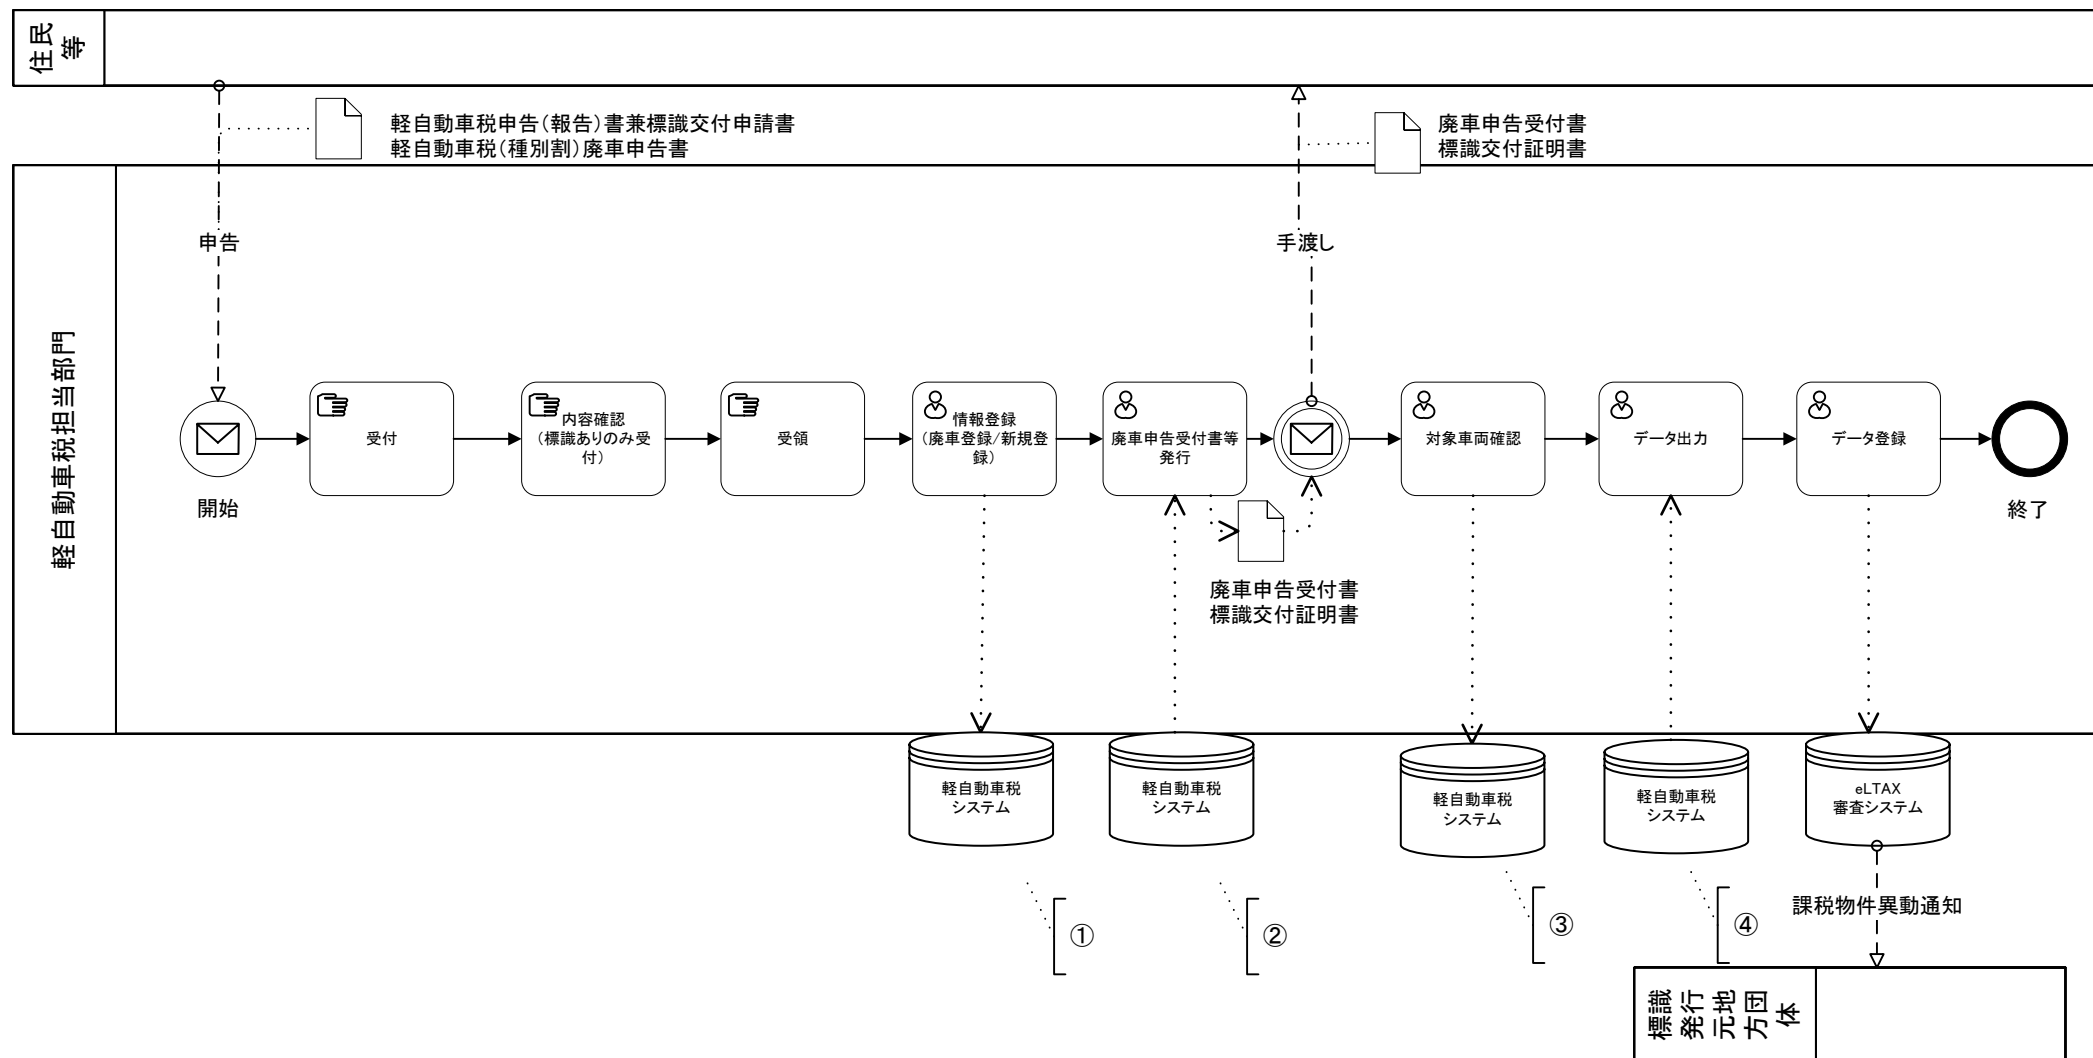 住民等
軽自動車税申告（報告）書兼標識交付申請書
軽自動車税（種別割）廃車申告書
廃車申告受付書
標識交付証明書
申告
手渡し
軽自動車税担当部門
受付
内容確認
（標識ありのみ受
付）
受領
情報登録
（廃車登録/新規登
録）
廃車申告受付書等
発行
対象車両確認
データ出力
データ登録
開始
終了
廃車申告受付書
標識交付証明書
軽自動車税
システム
軽自動車税
システム
軽自動車税
システム
軽自動車税
システム
eLTAX
審査システム
①
②
③
④
課税物件異動通知
標識
発行
元地
方団
体